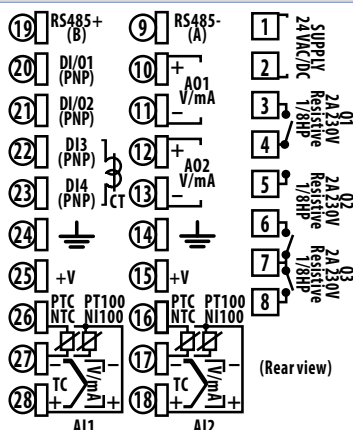 19 RS485+ (B)
20 DI/O1 (PNP)
21 DI/O2 (PNP)
22 DI3 (PNP)
23 DI4 (PNP)
CT
24
25 +V
26 PTC NTC PT100 NI100
27 - - 
TC V/mA
28 + +
AI1
9 RS485- (A)
10 +
AO1 V/mA
11 -
12 +
AO2 V/mA
13 -
14
15 +V
16 PTC NTC PT100 NI100
17 - -
TC V/mA
18 + +
AI2
1
2
SUPPLY
24 VAC/DC
3
4
Q1
2A 230V
Resistive
1/8HP
5
6
Q2
2A 230V
Resistive
1/8HP
7
8
Q3
2A 230V
Resistive
1/8HP
(Rear view)